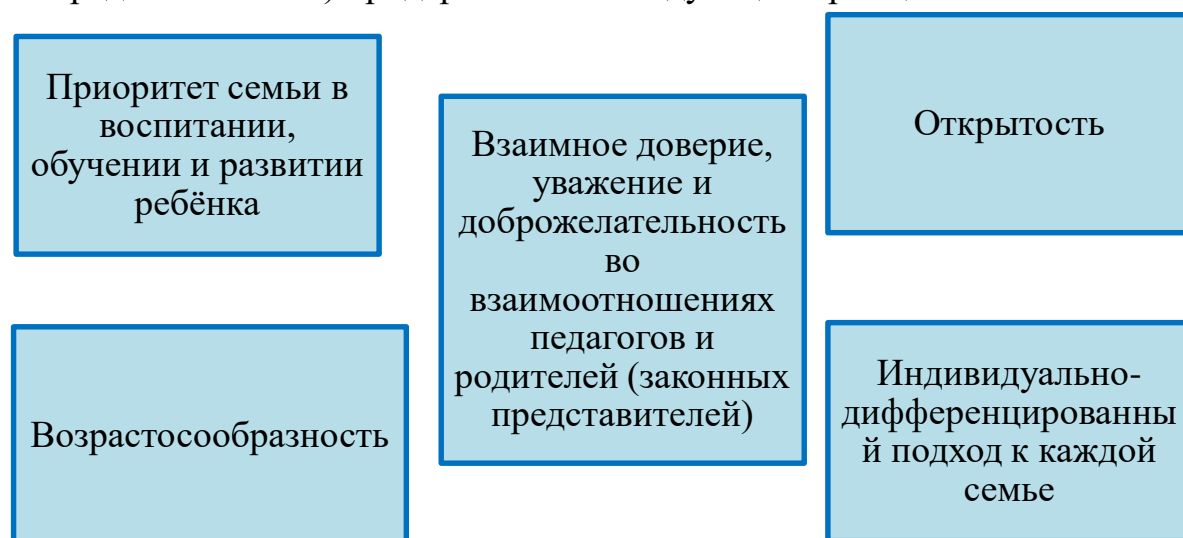 Приоритет семьи в
воспитании,
обучении и развитии
ребёнка
Взаимное доверие,
уважение и
доброжелательность
во
взаимоотношениях
педагогов и
родителей (законных
представителей)
Открытость
Возрастосообразность
Индивидуально-
дифференцированны
й подход к каждой
семье